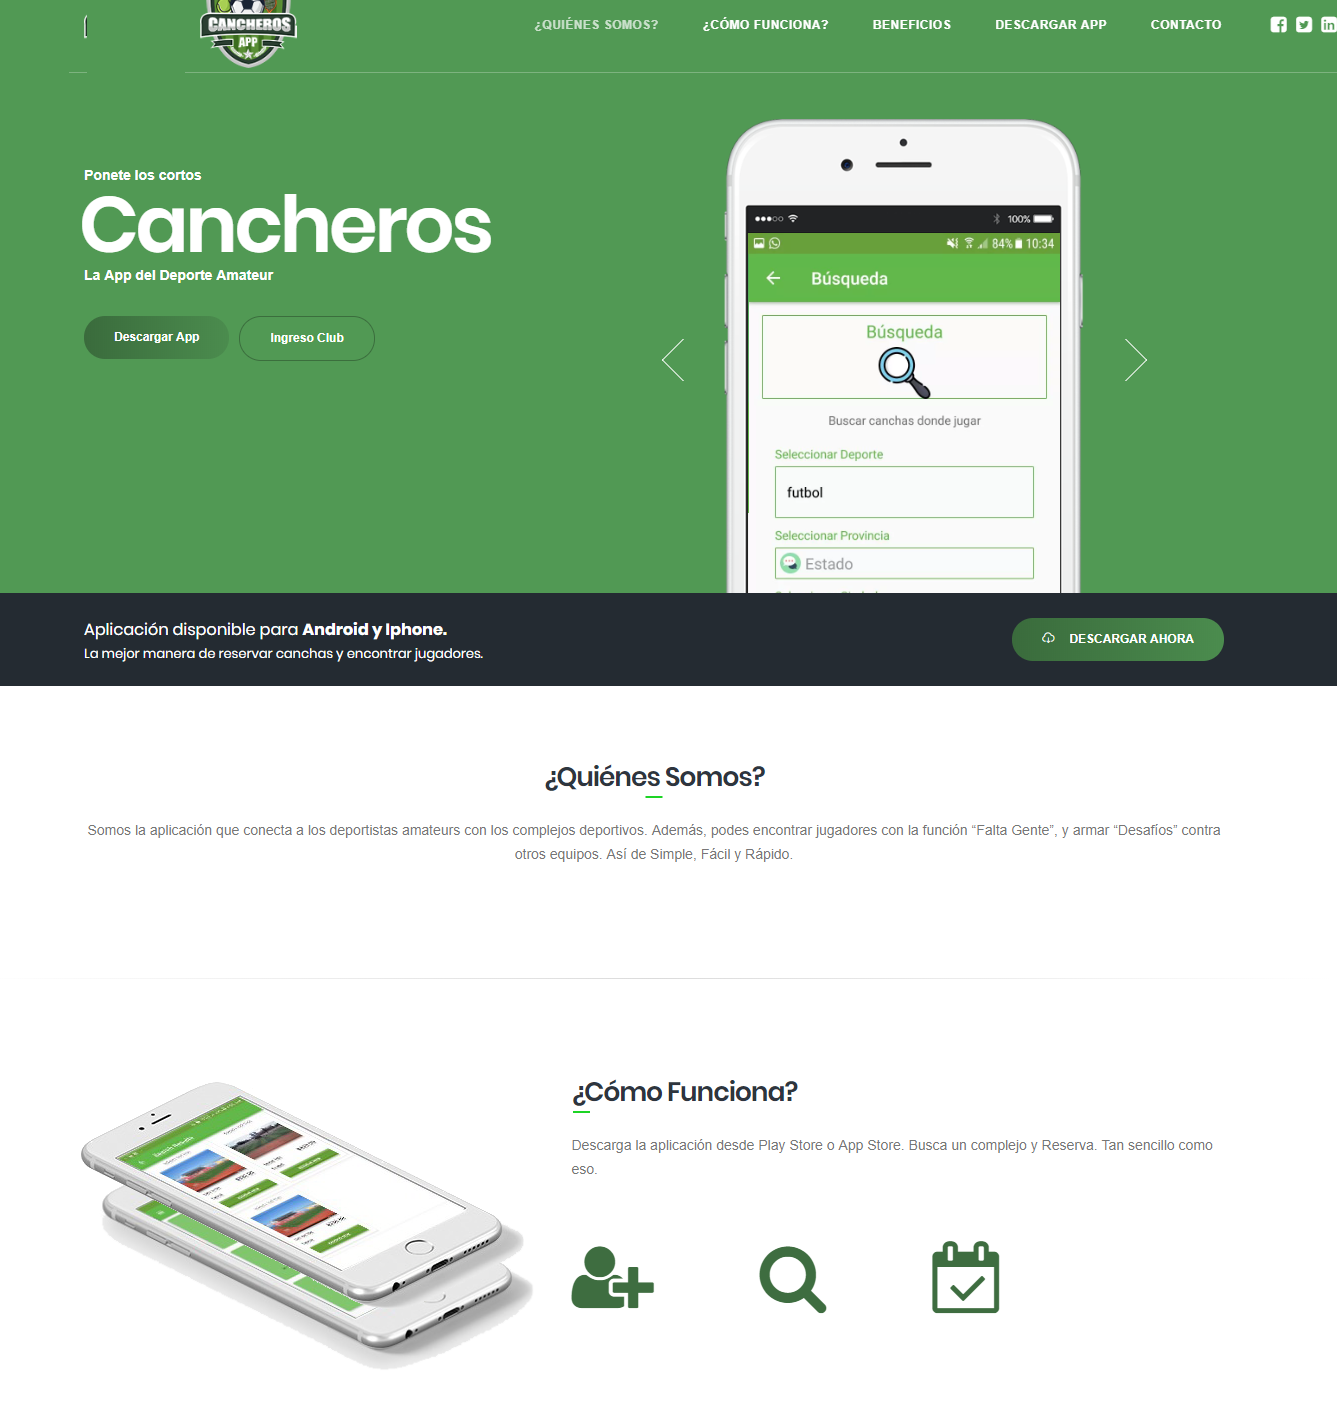 CANCHEROS
APP
¿QUIÉNES SOMOS?
¿CÓMO FUNCIONA?
BENEFICIOS
DESCARGAR APP
CONTACTO
Ponete los cortos
Cancheros
La App del Deporte Amateur
Descargar App
Ingreso Club
100%
84% 10:34
Búsqueda
Búsqueda
Buscar canchas donde jugar
Seleccionar Deporte
futbol
Seleccionar Provincia
Estado
Aplicación disponible para Android y Iphone.
La mejor manera de reservar canchas y encontrar jugadores.
DESCARGAR AHORA
¿Quiénes Somos?
Somos la aplicación que conecta a los deportistas amateurs con los complejos deportivos. Además, podes encontrar jugadores con la función “Falta Gente”, y armar “Desafíos” contra
otros equipos. Así de Simple, Fácil y Rápido.
¿Cómo Funciona?
Descarga la aplicación desde Play Store o App Store. Busca un complejo y Reserva. Tan sencillo como
eso.